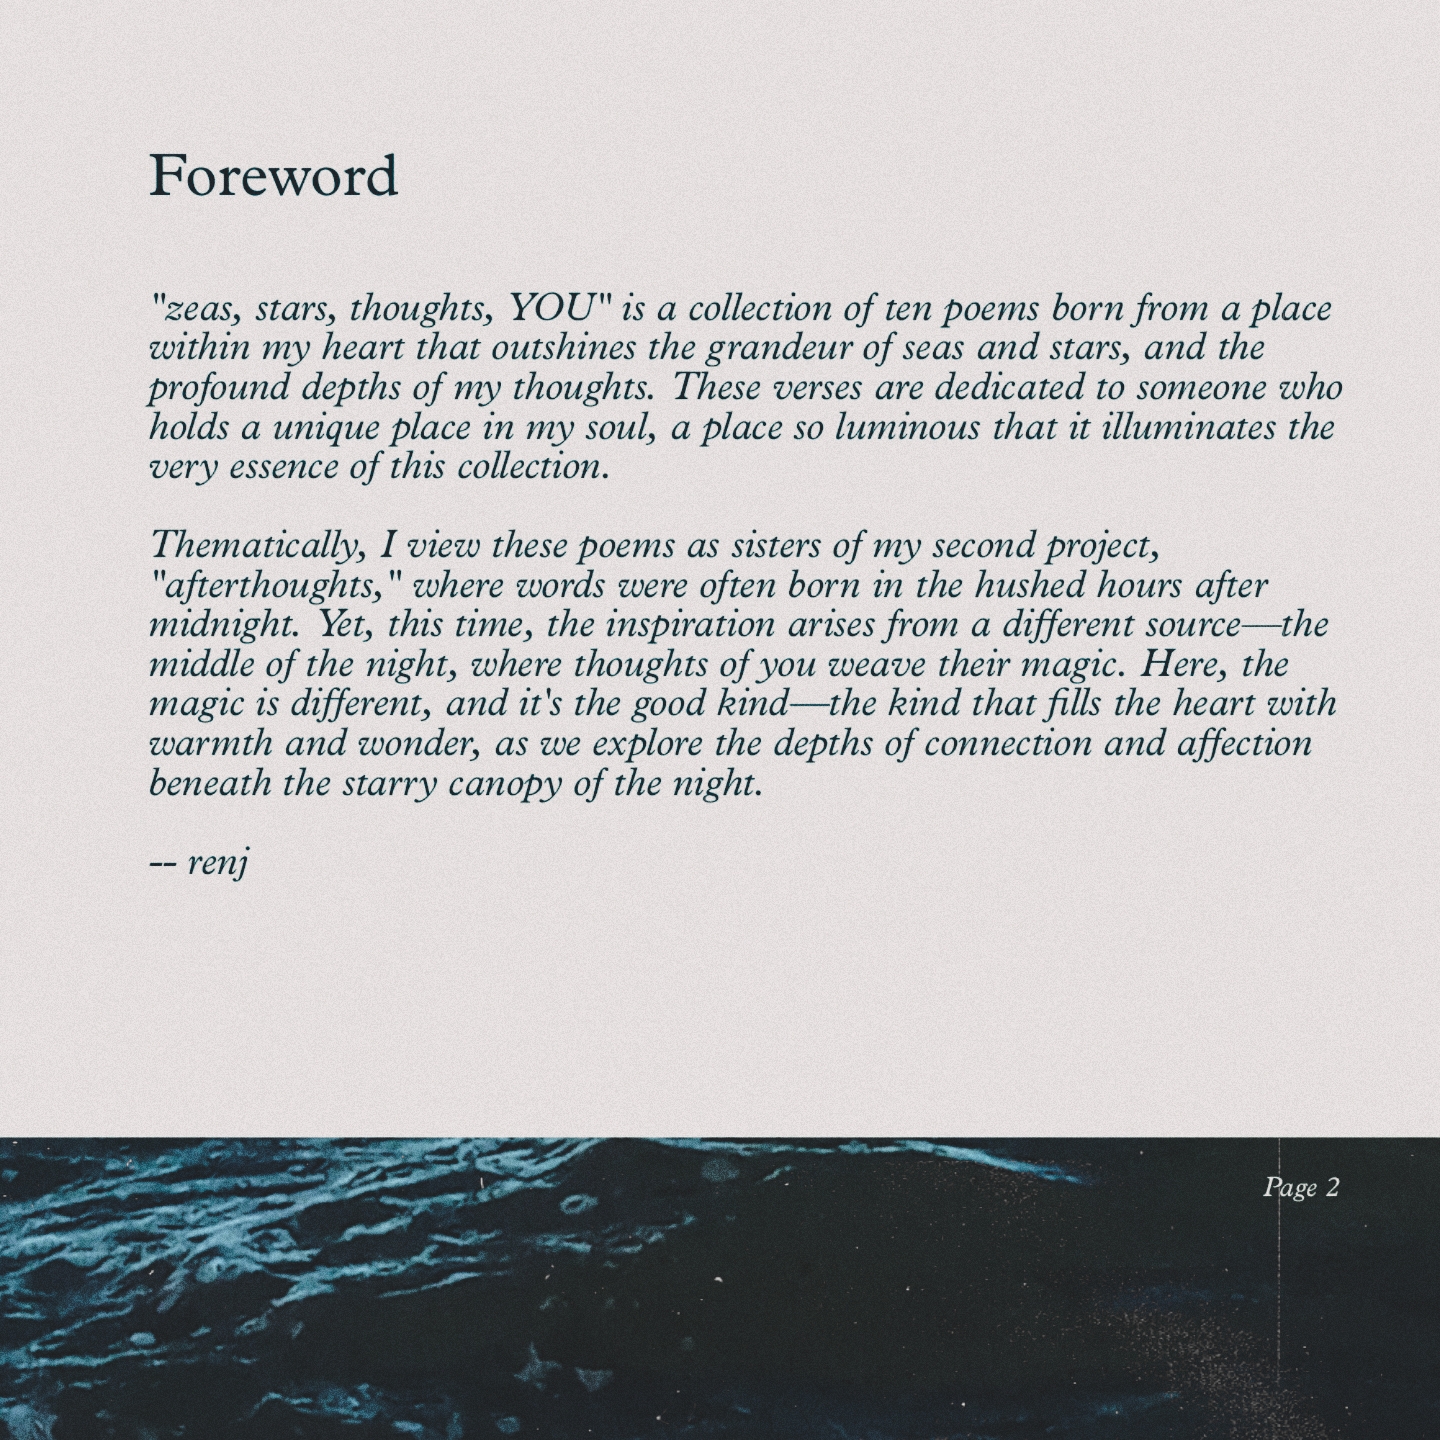 Foreword
"zeas, stars, thoughts, YOU" is a collection of ten poems born from a place
within my heart that outshines the grandeur of seas and stars, and the
profound depths of my thoughts. These verses are dedicated to someone who
holds a unique place in my soul, a place so luminous that it illuminates the
very essence of this collection.
Thematically, I view these poems as sisters of my second project,
"afterthoughts," where words were often born in the hushed hours after
midnight. Yet, this time, the inspiration arises from a different source—the
middle of the night, where thoughts of you weave their magic. Here, the
magic is different, and it's the good kind—the kind that fills the heart with
warmth and wonder, as we explore the depths of connection and affection
beneath the starry canopy of the night.
-- renj
Page 2